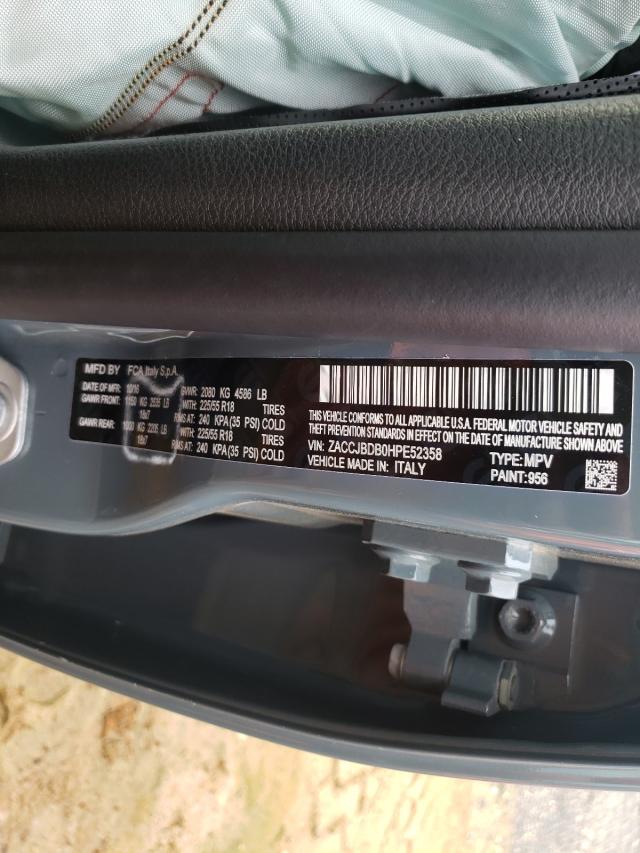 MFD BY FCA Italy S.p.A.
DATE OF MFR: 10/16 GVWR: 2080 KG 4586 LB
GAWR FRONT: 1150 KG 2535 LB WITH: 225/55 R18 TIRES
18x7 RIMS AT: 240 KPA(35 PSI) COLD
GAWR REAR: 1000 KG 2205 LB WITH: 225/55 R18 TIRES
18x7 RIMS AT: 240 KPA(35 PSI) COLD
THIS VEHICLE CONFORMS TO ALL APPLICABLE U.S.A. FEDERAL MOTOR VEHICLE SAFETY AND
THEFT PREVENTION STANDARDS IN EFFECT ON THE DATE OF MANUFACTURE SHOWN ABOVE
VIN: ZACCJBDB0HPE52358 TYPE: MPV
VEHICLE MADE IN: ITALY PAINT:956